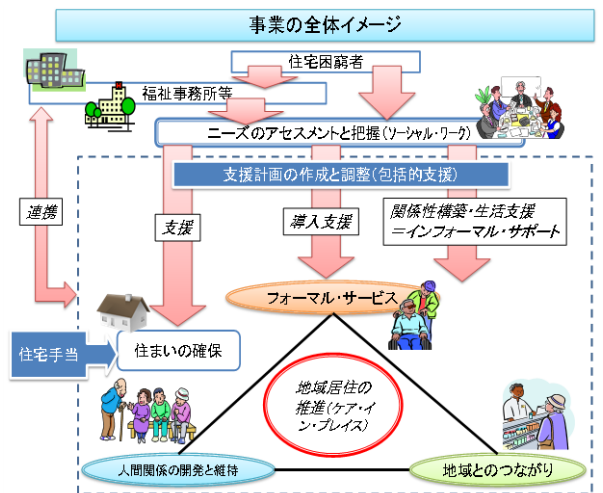 事業の全体イメージ
住宅困窮者
福祉事務所等
ニーズのアセスメントと把握(ソーシャル・ワーク)
支援計画の作成と調整(包括的支援)
連携
支援
導入支援
関係性構築・生活支援
＝インフォーマル・サポート
フォーマル・サービス
住宅手当
住まいの確保
地域居住の
推進(ケア・イ
ン・プレイス)
人間関係の開発と維持
地域とのつながり